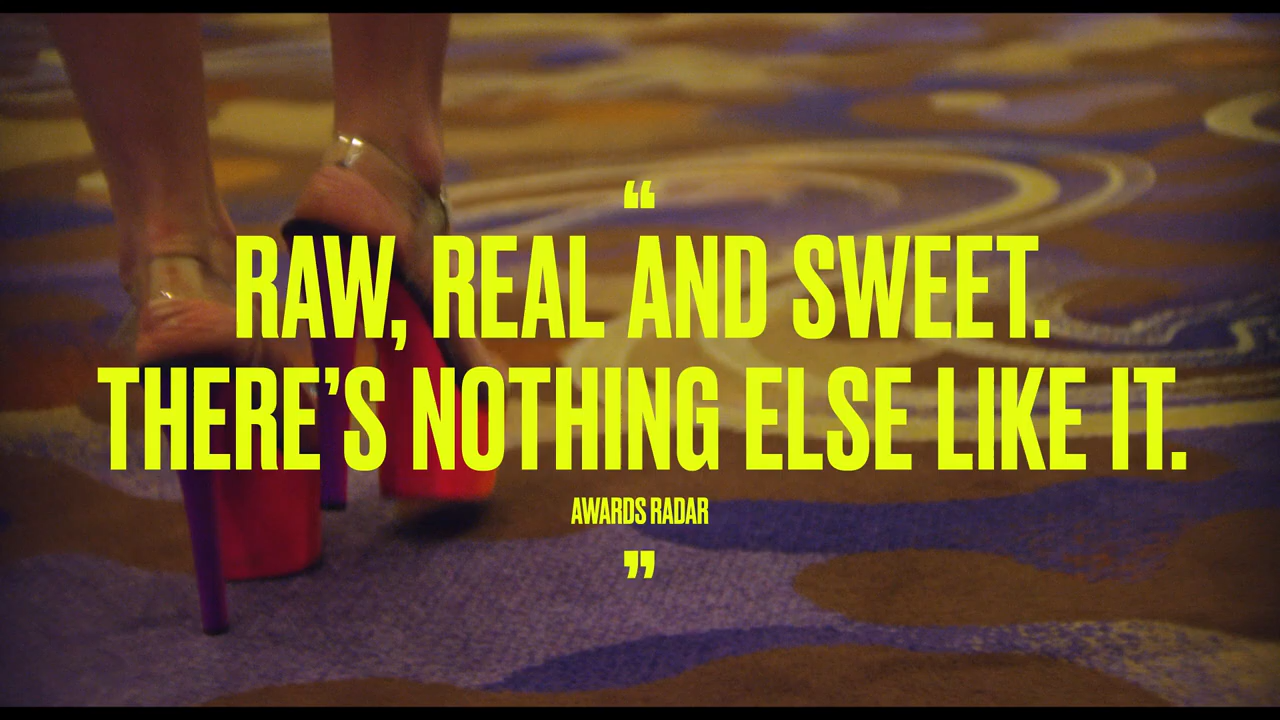 “
RAW, REAL AND SWEET.
THERE’S NOTHING ELSE LIKE IT.
AWARDS RADAR
”